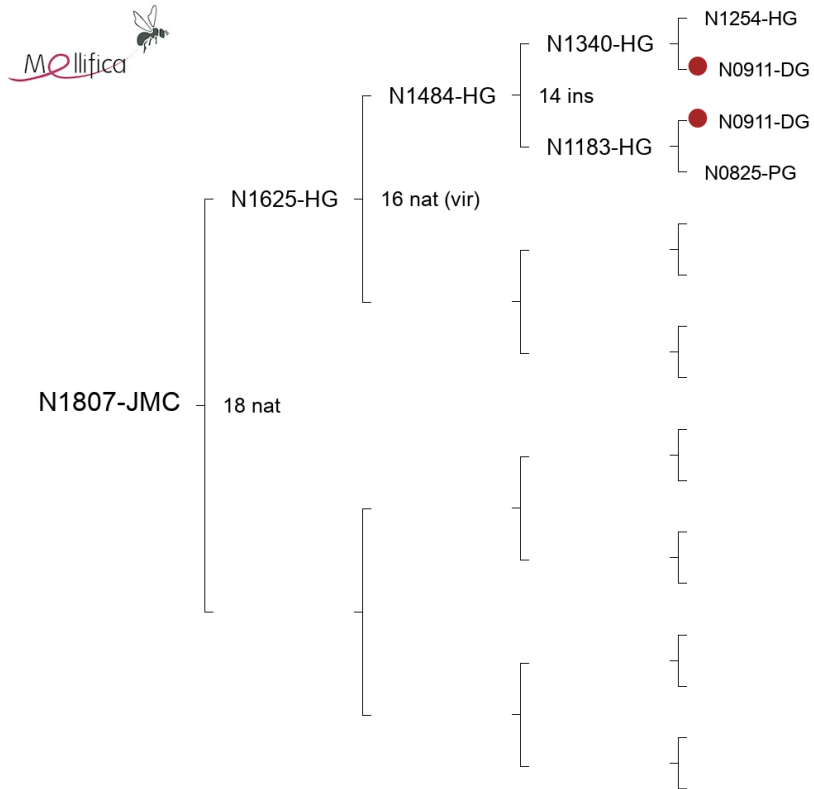 Mellifica
N1254-HG
N1340-HG
N0911-DG
N1484-HG
14 ins
N0911-DG
N1183-HG
N0825-PG
N1625-HG
16 nat (vir)
N1807-JMC
18 nat